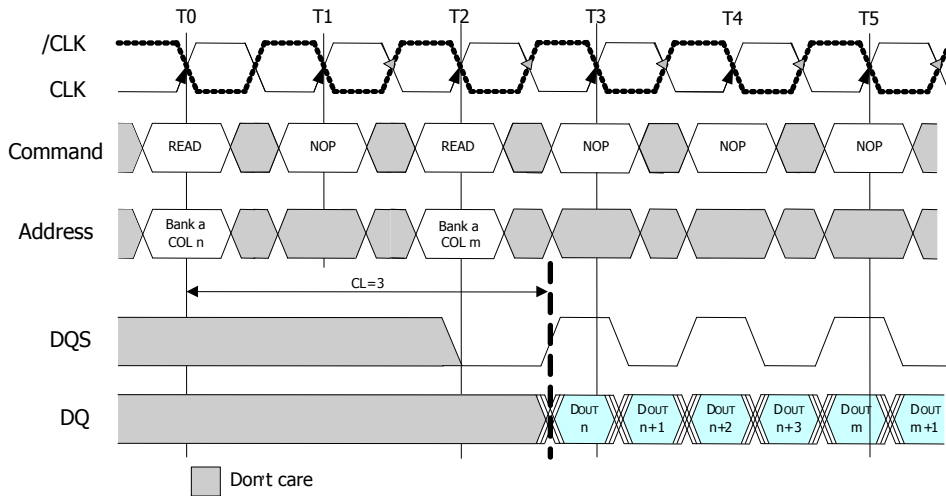 T0 T1 T2 T3 T4 T5
/CLK
CLK
Command READ NOP READ NOP NOP NOP
Address Bank a COL n Bank a COL m
CL=3
DQS
DQ DOUT n DOUT n+1 DOUT n+2 DOUT n+3 DOUT m DOUT m+1
Don't care